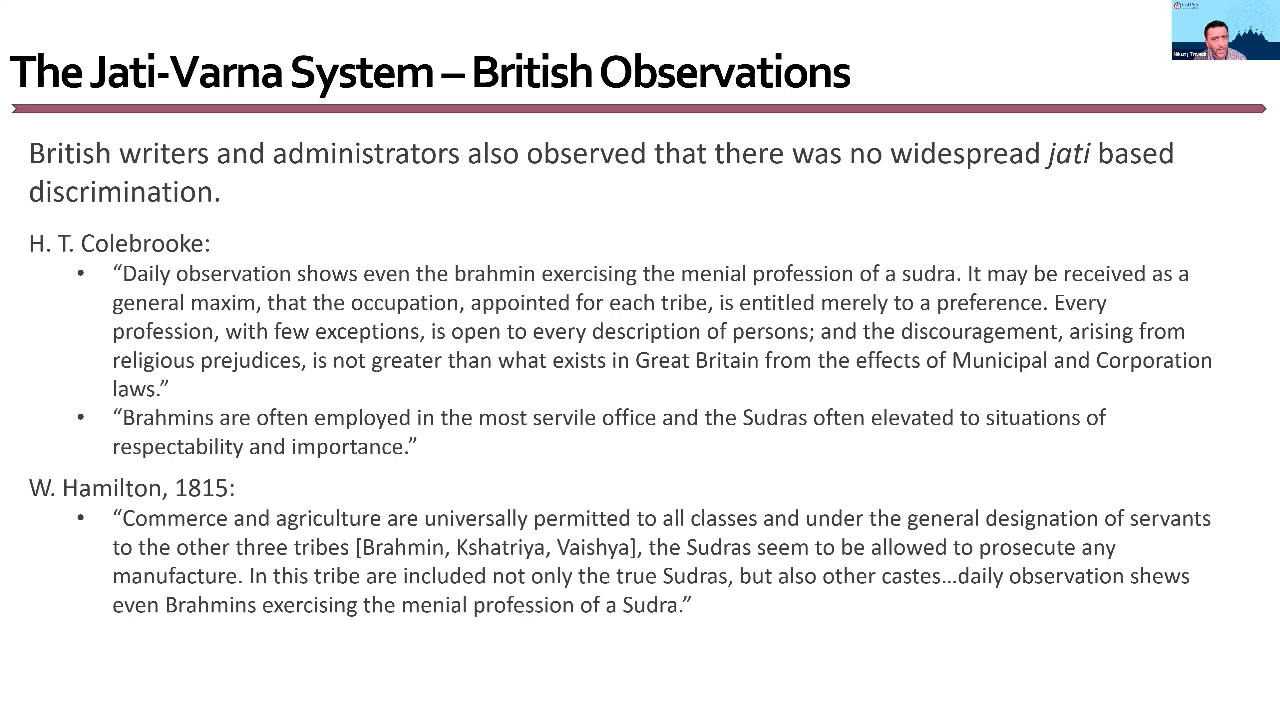 The Jati-Varna System – British Observations
British writers and administrators also observed that there was no widespread jati based
discrimination.
H. T. Colebrooke:
• “Daily observation shows even the brahmin exercising the menial profession of a sudra. It may be received as a
general maxim, that the occupation, appointed for each tribe, is entitled merely to a preference. Every
profession, with few exceptions, is open to every description of persons; and the discouragement, arising from
religious prejudices, is not greater than what exists in Great Britain from the effects of Municipal and Corporation
laws.”
• “Brahmins are often employed in the most servile office and the Sudras often elevated to situations of
respectability and importance.”
W. Hamilton, 1815:
• “Commerce and agriculture are universally permitted to all classes and under the general designation of servants
to the other three tribes [Brahmin, Kshatriya, Vaishya], the Sudras seem to be allowed to prosecute any
manufacture. In this tribe are included not only the true Sudras, but also other castes…daily observation shews
even Brahmins exercising the menial profession of a Sudra.”